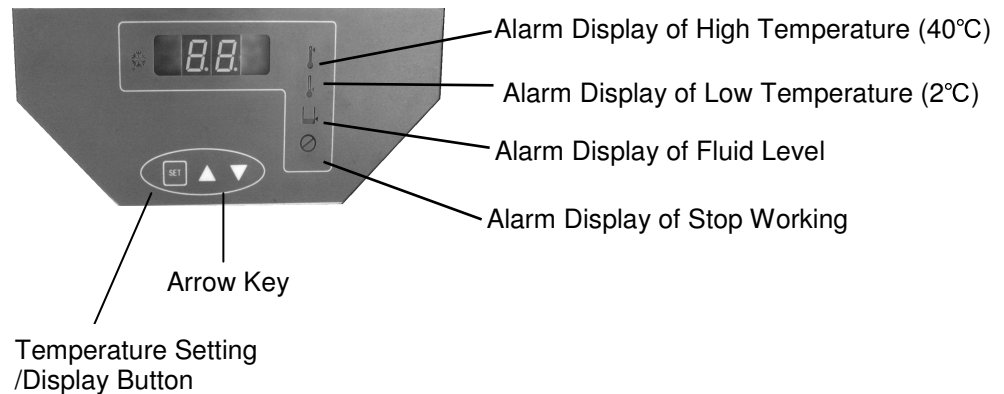 8.8.
Alarm Display of High Temperature (40℃)
Alarm Display of Low Temperature (2℃)
Alarm Display of Fluid Level
Alarm Display of Stop Working
SET
Arrow Key
Temperature Setting
/Display Button